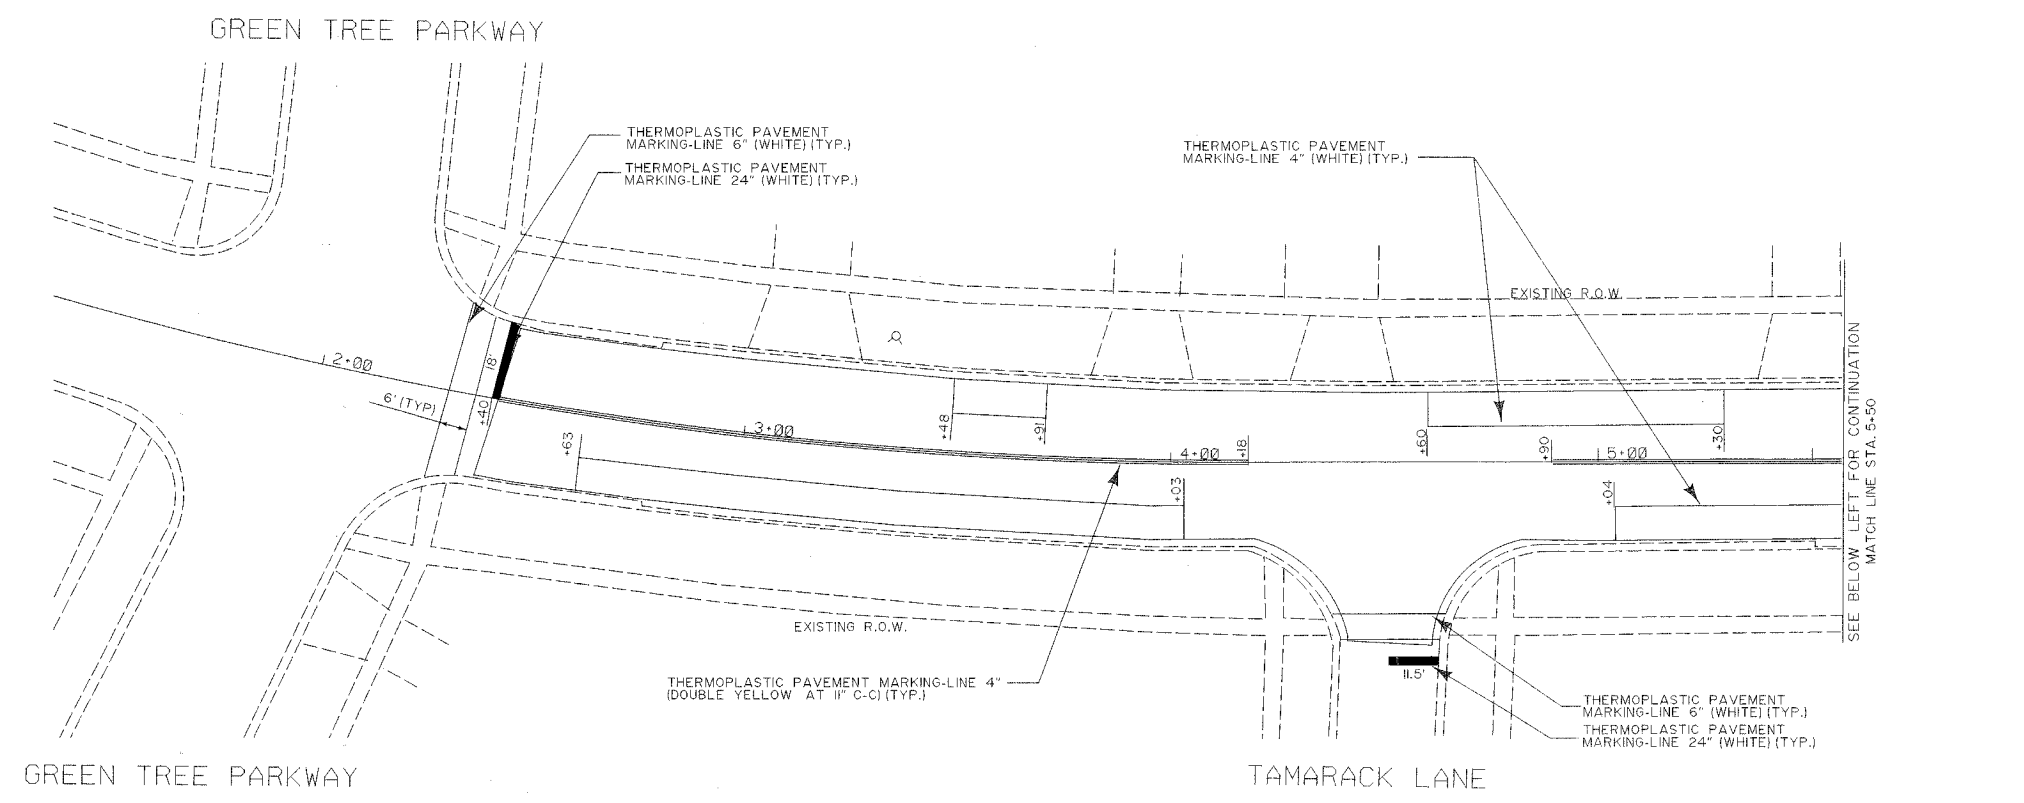 GREEN TREE PARKWAY
THERMOPLASTIC PAVEMENT
MARKING-LINE 6" (WHITE) (TYP.)
THERMOPLASTIC PAVEMENT
MARKING-LINE 24" (WHITE) (TYP.)
THERMOPLASTIC PAVEMENT
MARKING-LINE 4" (WHITE) (TYP.)
EXISTING R.O.W.
2+00
18'
6' (TYP)
+40
+63
3+00
+48
+91
4+00
+18
+03
+60
+90
5+00
+30
+04
SEE BELOW LEFT FOR CONTINUATION
MATCH LINE STA. 5+50
EXISTING R.O.W.
THERMOPLASTIC PAVEMENT MARKING-LINE 4"
(DOUBLE YELLOW AT 11" C-C) (TYP.)
11.5'
THERMOPLASTIC PAVEMENT
MARKING-LINE 6" (WHITE) (TYP.)
THERMOPLASTIC PAVEMENT
MARKING-LINE 24" (WHITE) (TYP.)
GREEN TREE PARKWAY
TAMARACK LANE